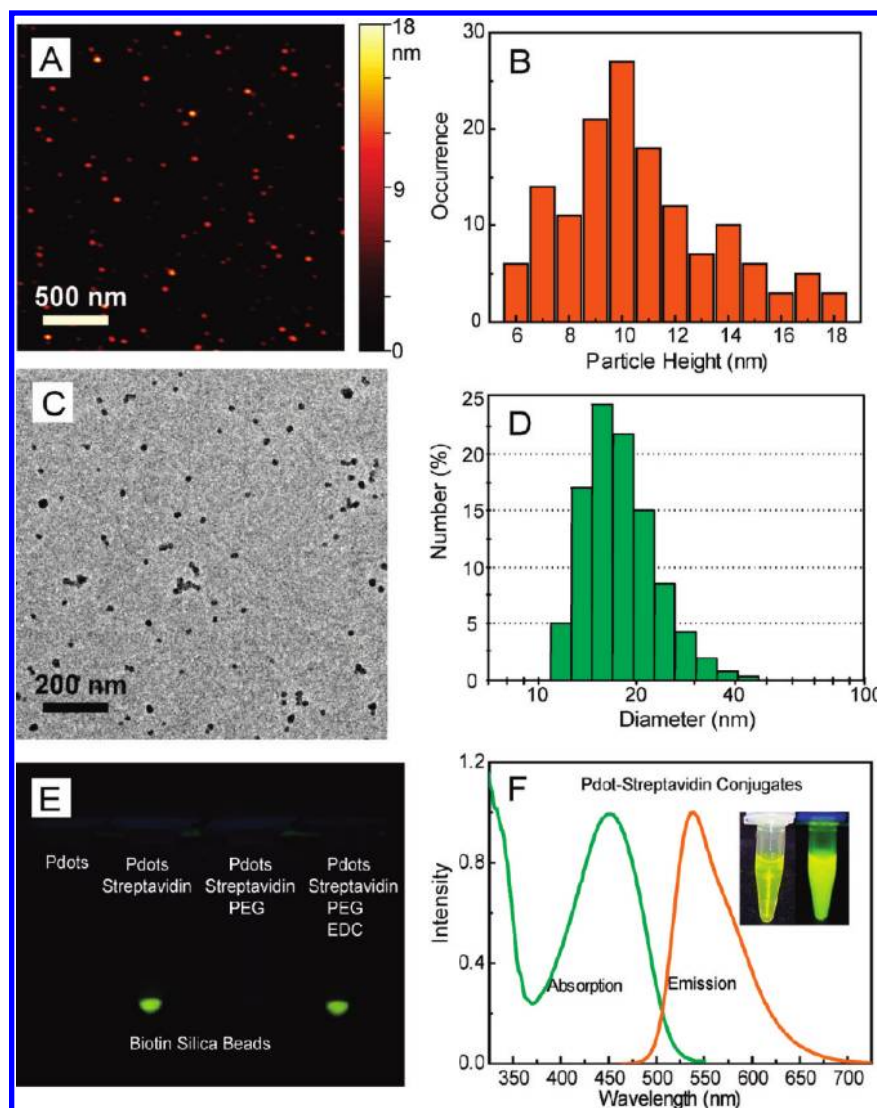 A
18
nm
9
0
500 nm
B
Occurrence
30
20
10
0
6 8 10 12 14 16 18
Particle Height (nm)
C
200 nm
D
Number (%)
25
20
15
10
5
0
10 20 40 100
Diameter (nm)
E
Pdots
Pdots
Streptavidin
Pdots
Streptavidin
PEG
Pdots
Streptavidin
PEG
EDC
Biotin Silica Beads
F
Pdot-Streptavidin Conjugates
Intensity
1.2
0.8
0.4
0.0
Absorption
Emission
350 400 450 500 550 600 650 700
Wavelength (nm)